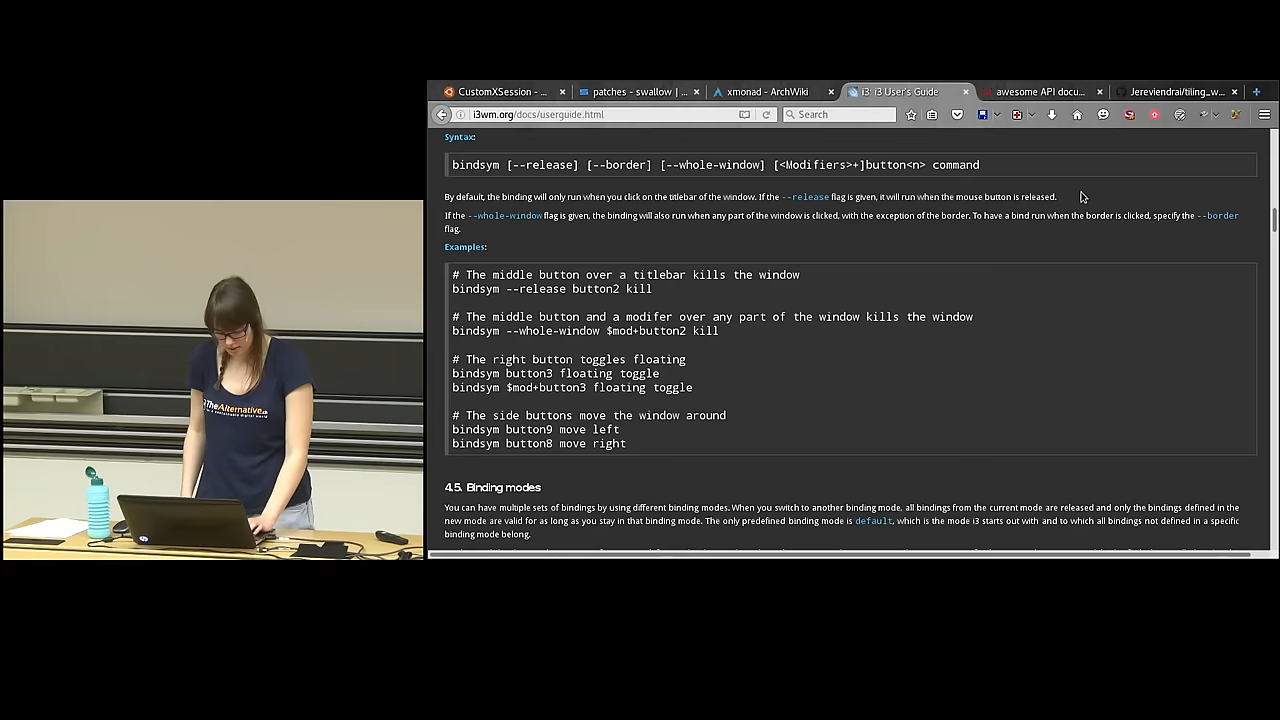 CustomXSession - ...
patches - swallow | ...
xmonad - ArchWiki
i3: i3 User's Guide
awesome API docu...
Jereviendra/tiling_w...
i3wm.org/docs/userguide.html
Search
Syntax:
bindsym [--release] [--border] [--whole-window] [<Modifiers>+]button<n> command
By default, the binding will only run when you click on the titlebar of the window. If the --release flag is given, it will run when the mouse button is released.
If the --whole-window flag is given, the binding will also run when any part of the window is clicked, with the exception of the border. To have a bind run when the border is clicked, specify the --border
flag.
Examples:
# The middle button over a titlebar kills the window
bindsym --release button2 kill
# The middle button and a modifer over any part of the window kills the window
bindsym --whole-window $mod+button2 kill
# The right button toggles floating
bindsym button3 floating toggle
bindsym $mod+button3 floating toggle
# The side buttons move the window around
bindsym button9 move left
bindsym button8 move right
4.5. Binding modes
You can have multiple sets of bindings by using different binding modes. When you switch to another binding mode, all bindings from the current mode are released and only the bindings defined in
the new mode are valid for as long as you stay in that binding mode. The only predefined binding mode is default, which is the mode i3 starts out with and to which all bindings not defined in a specific
binding mode belong.
TheAlternative.ch
hp